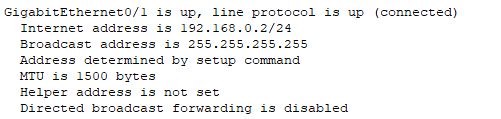 GigabitEthernet0/1 is up, line protocol is up (connected)
Internet address is 192.168.0.2/24
Broadcast address is 255.255.255.255
Address determined by setup command
MTU is 1500 bytes
Helper address is not set
Directed broadcast forwarding is disabled